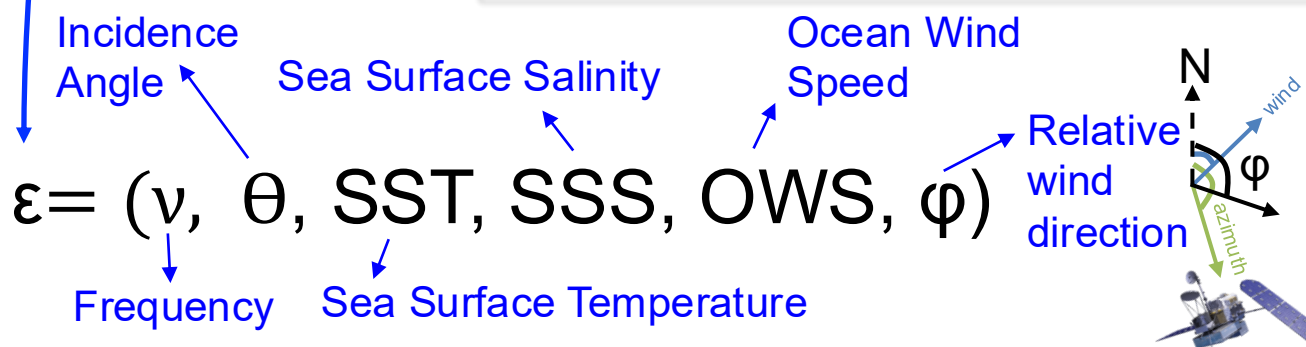 Incidence
Angle
Sea Surface Salinity
Ocean Wind
Speed
N
wind
Relative
wind
direction
φ
azimuth
ε= (ν, Θ, SST, SSS, OWS, φ)
Frequency
Sea Surface Temperature